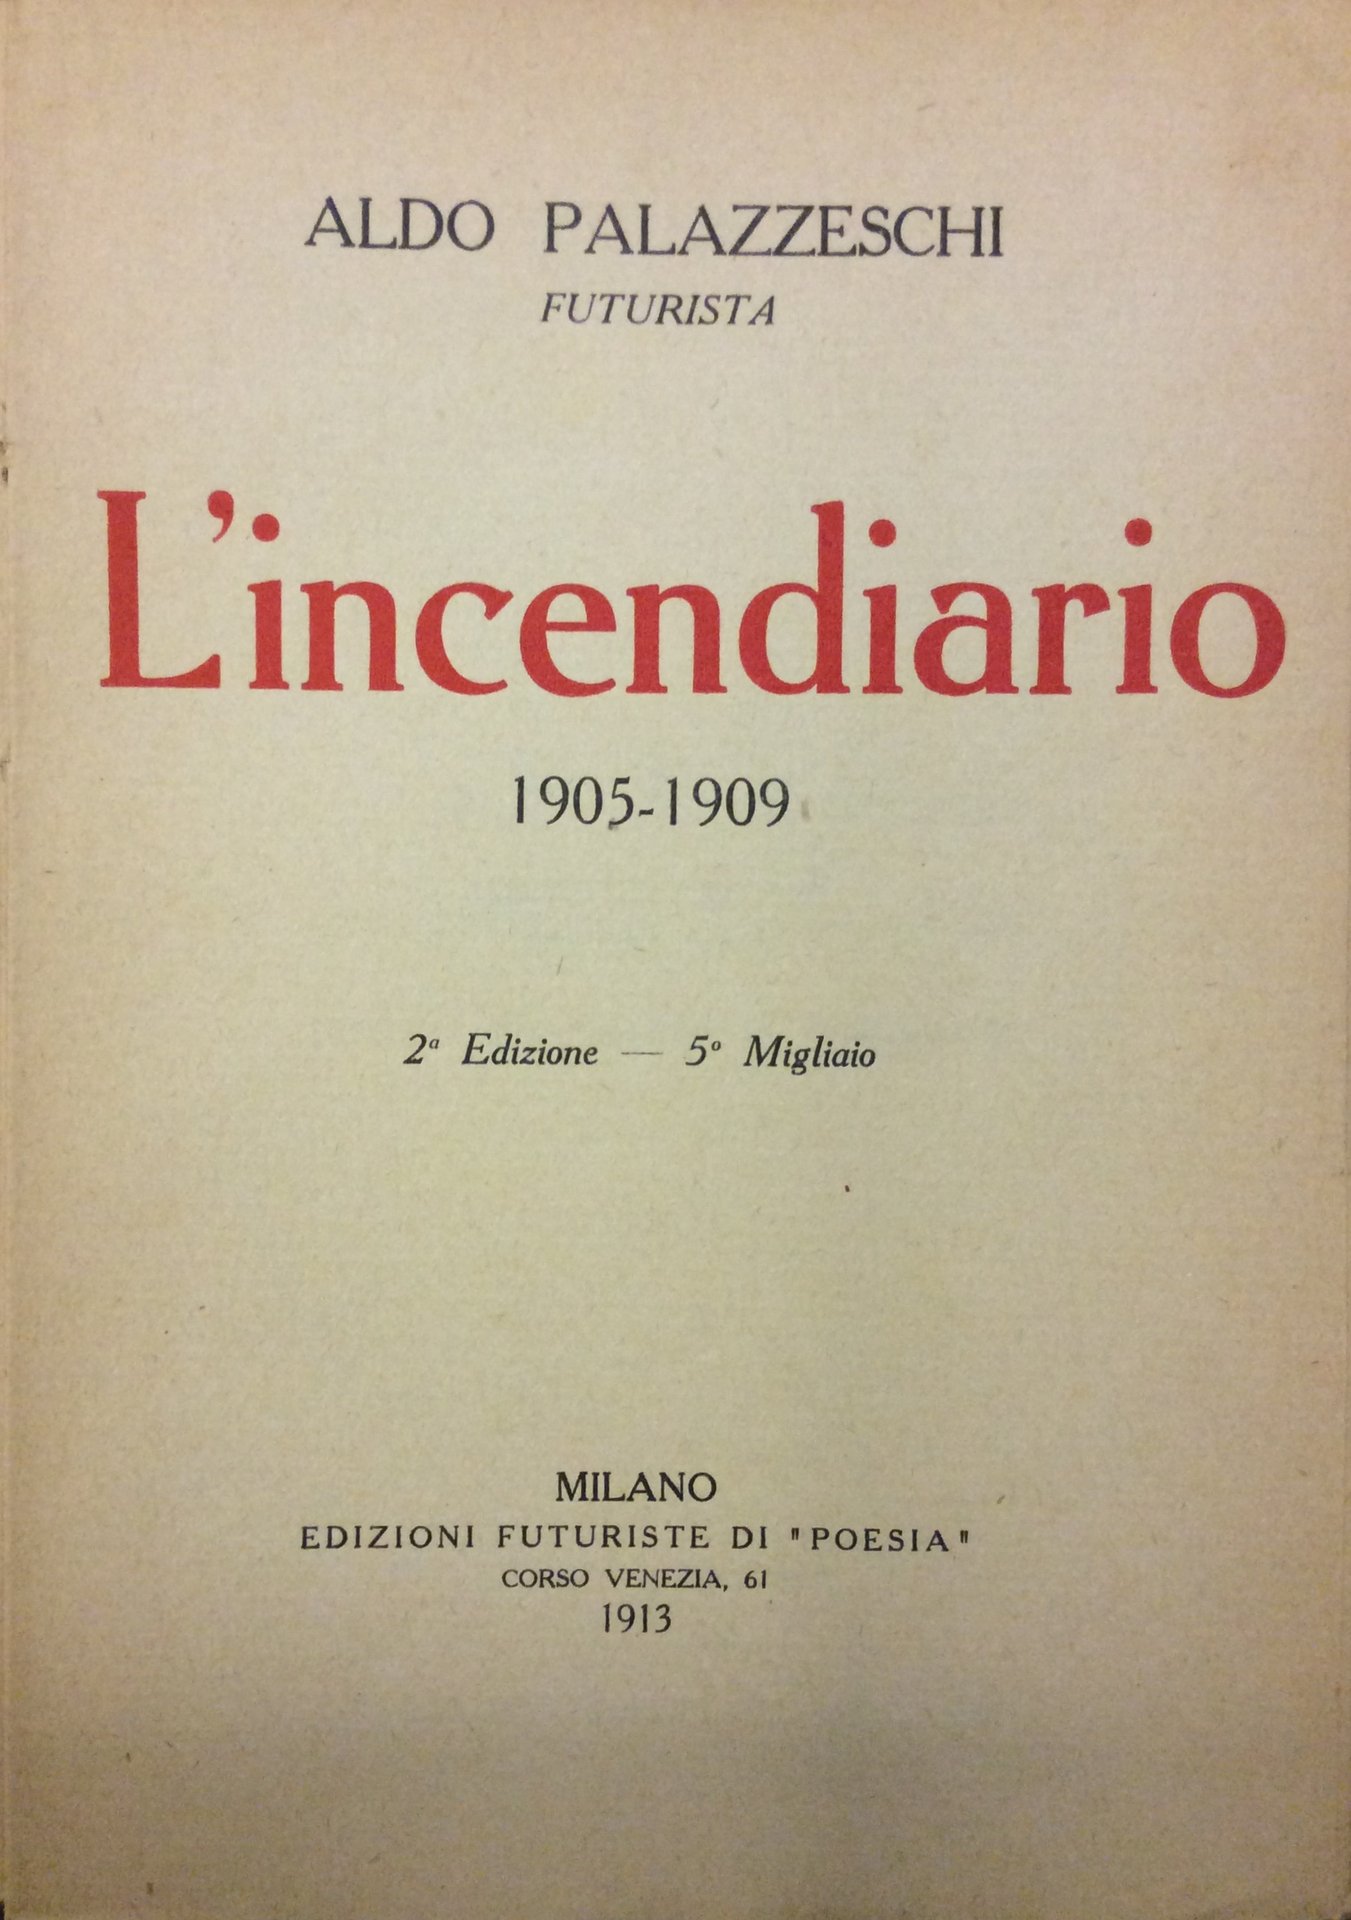 ALDO PALAZZESCHI
FUTURISTA
L'incendiario
1905-1909
2ª Edizione — 5º Migliaio
MILANO
EDIZIONI FUTURISTE DI "POESIA"
CORSO VENEZIA, 61
1913